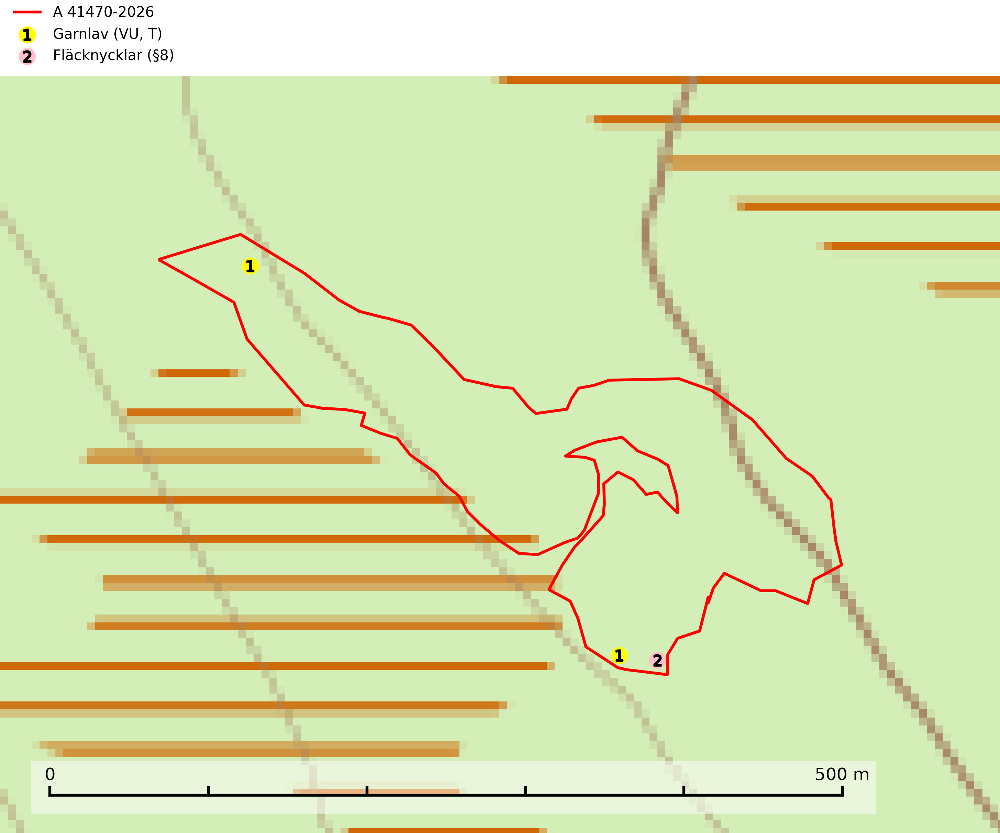 A 41470-2026
1 Garnlav (VU, T)
2 Fläcknycklar (§8)
1
1
2
0 500 m